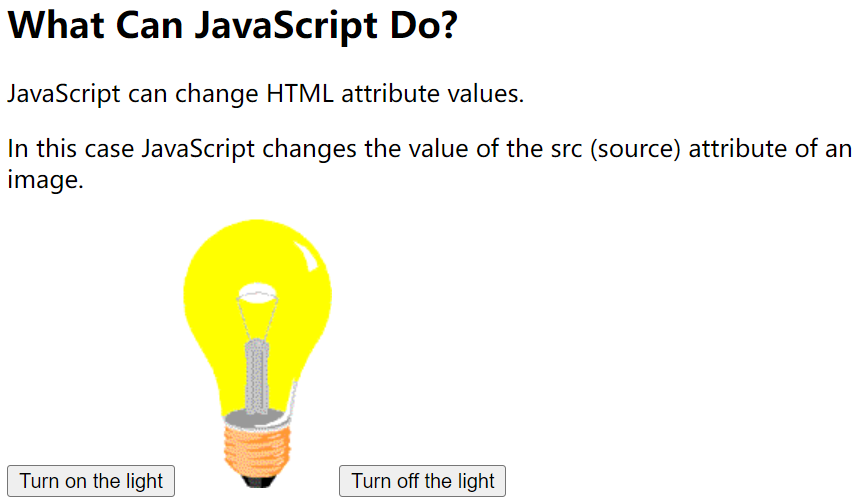 What Can JavaScript Do?
JavaScript can change HTML attribute values.
In this case JavaScript changes the value of the src (source) attribute of an
image.
Turn on the light
Turn off the light